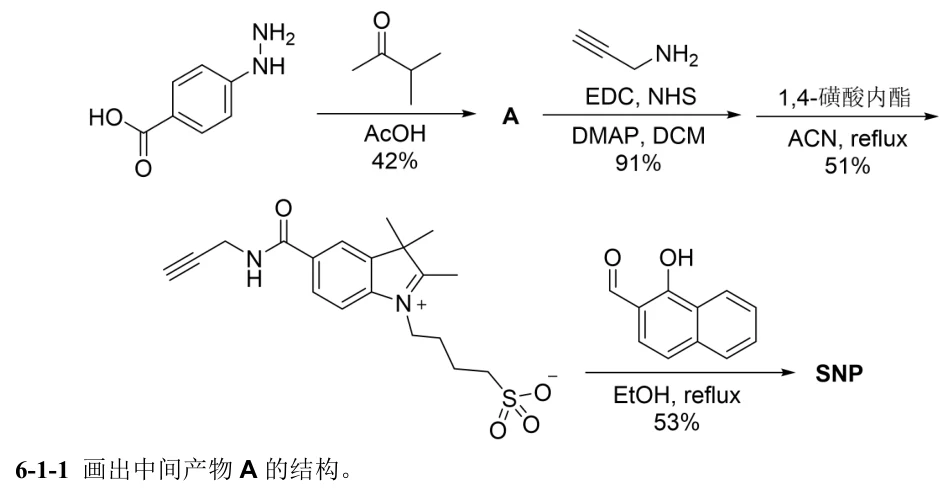 NH₂
NH
HO
O
O
AcOH
42%
A
NH₂
EDC, NHS
DMAP, DCM
91%
1,4-磺酸内酯
ACN, reflux
51%
O
N
H
N⁺
S
O⁻
O O
O OH
EtOH, reflux
53%
SNP
6-1-1 画出中间产物 A 的结构。